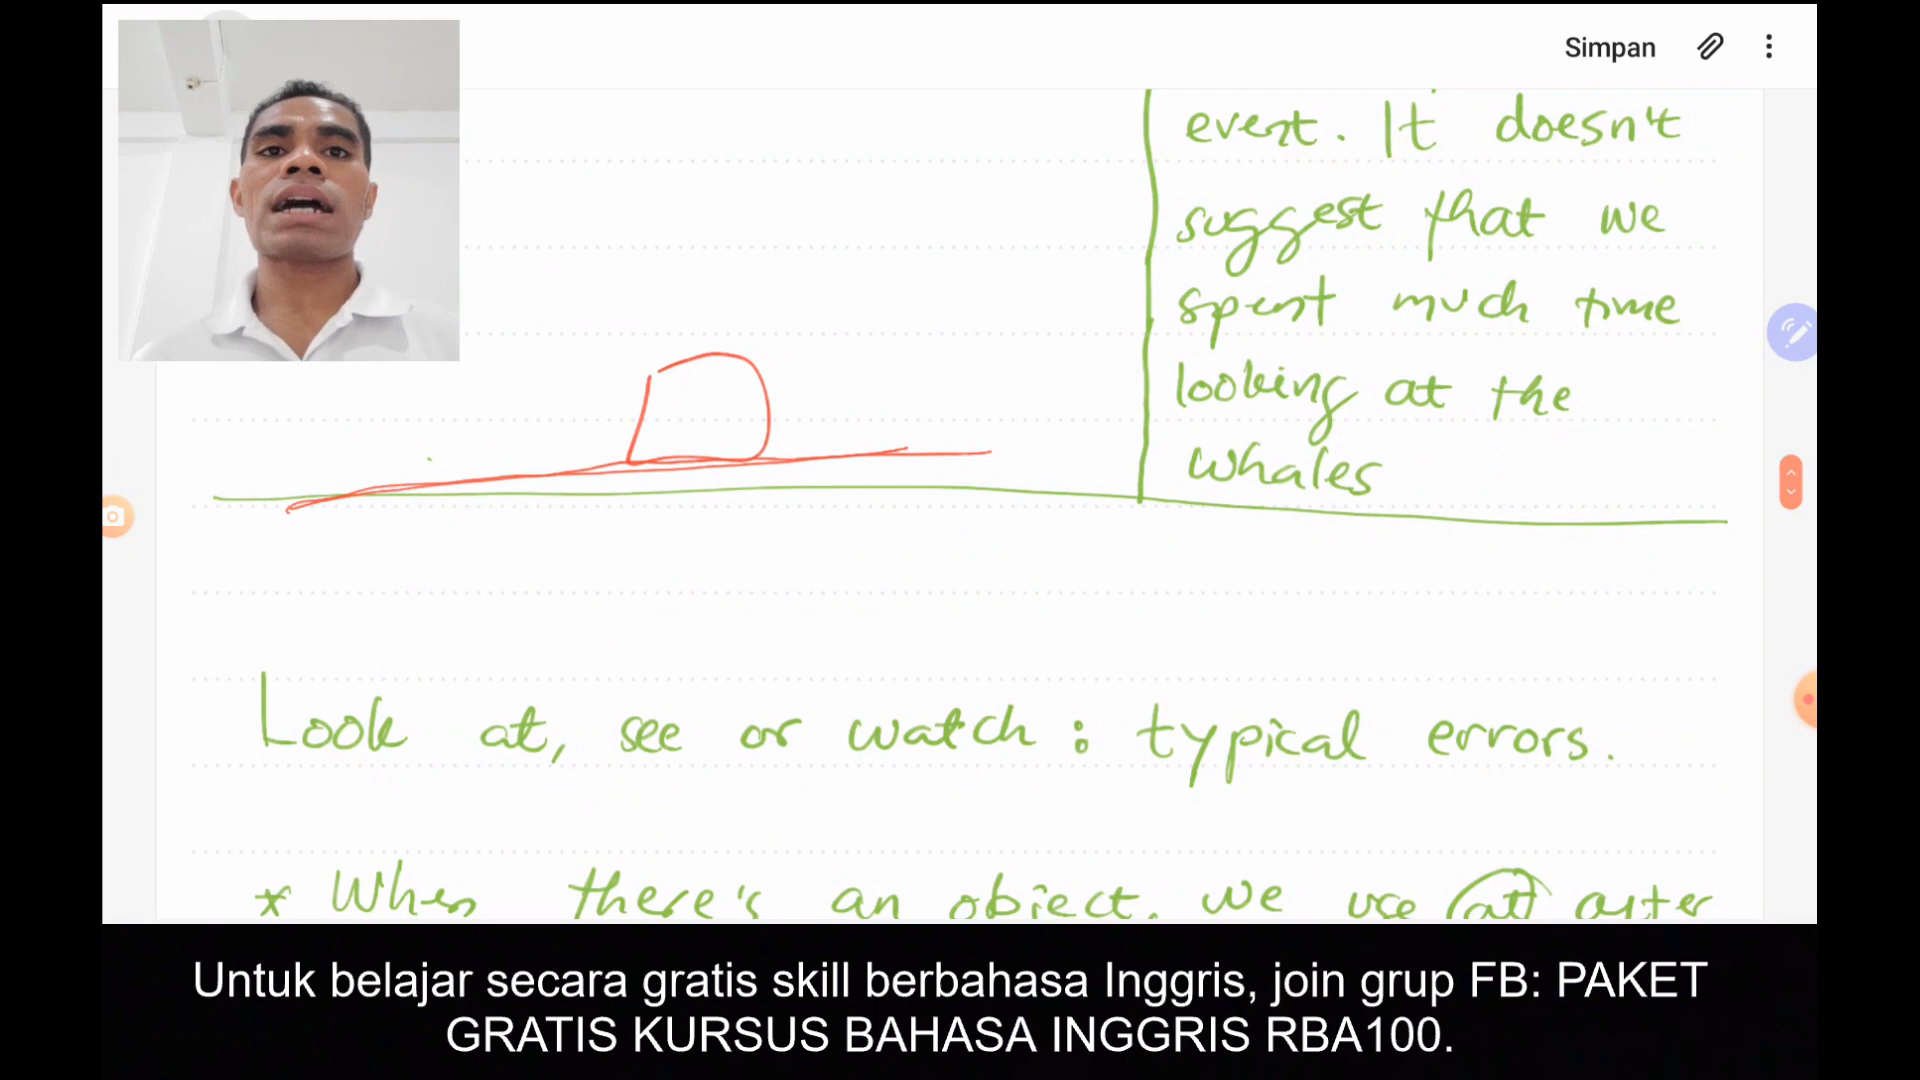 Simpan
event. It doesn't
suggest that we
spent much time
looking at the
whales
Look at, see or watch : typical errors.
* When there's an object, we use at after
Untuk belajar secara gratis skill berbahasa Inggris, join grup FB: PAKET
GRATIS KURSUS BAHASA INGGRIS RBA100.